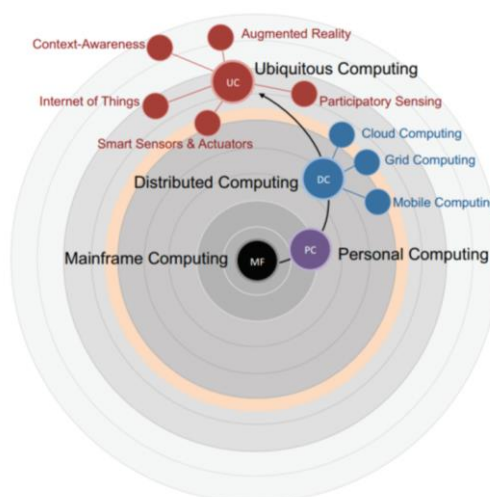 Augmented Reality
Context-Awareness
UC
Ubiquitous Computing
Internet of Things
Participatory Sensing
Smart Sensors & Actuators
Cloud Computing
Grid Computing
Distributed Computing
DC
Mobile Computin
PC
Personal Computing
Mainframe Computing
MF